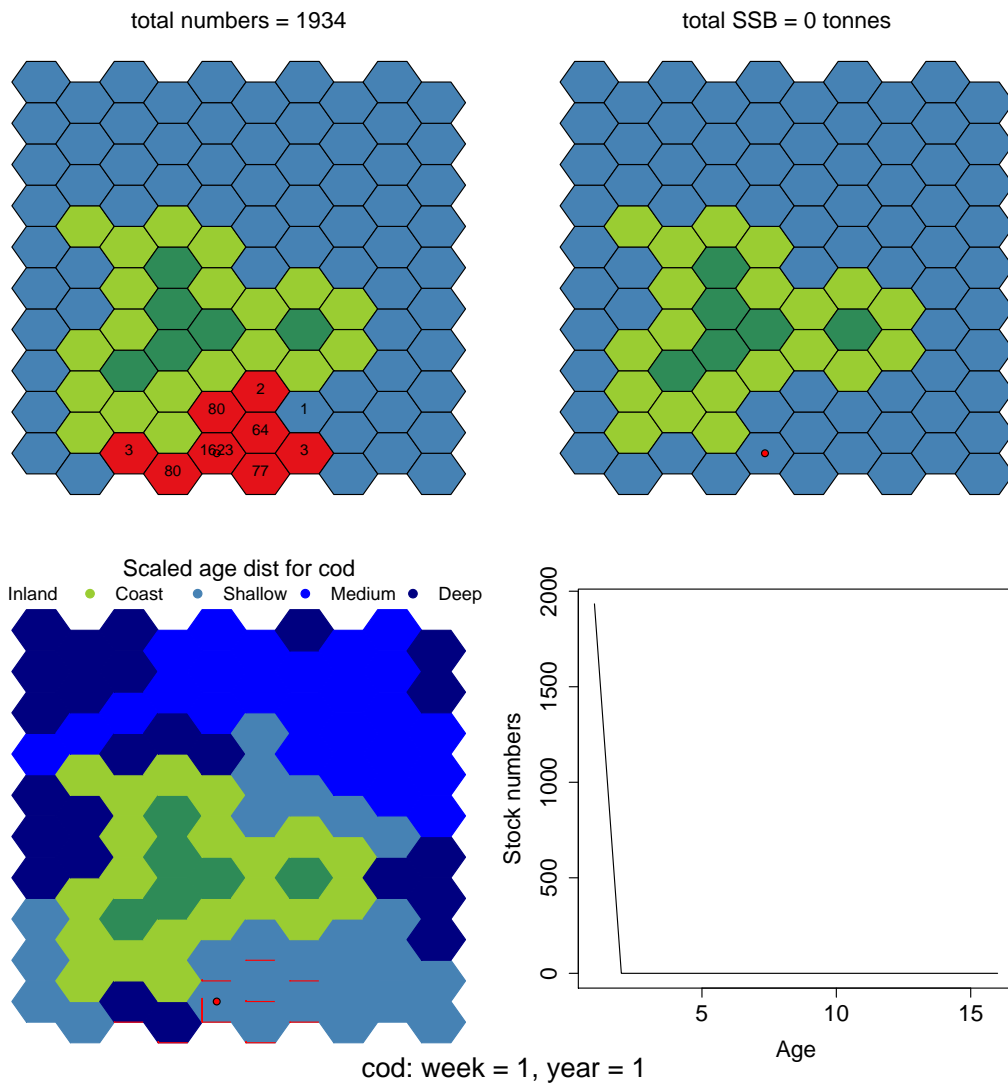 total numbers = 1934
total SSB = 0 tonnes
2
80
1
64
3
1623
3
80
77
Scaled age dist for cod
Inland Coast Shallow Medium Deep
2000
1500
1000
500
0
Stock numbers
5 10 15
Age
cod: week = 1, year = 1